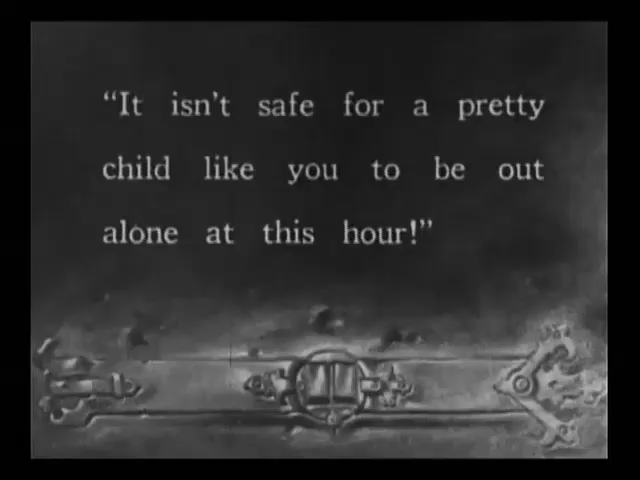 “It isn't safe for a pretty
child like you to be out
alone at this hour!”